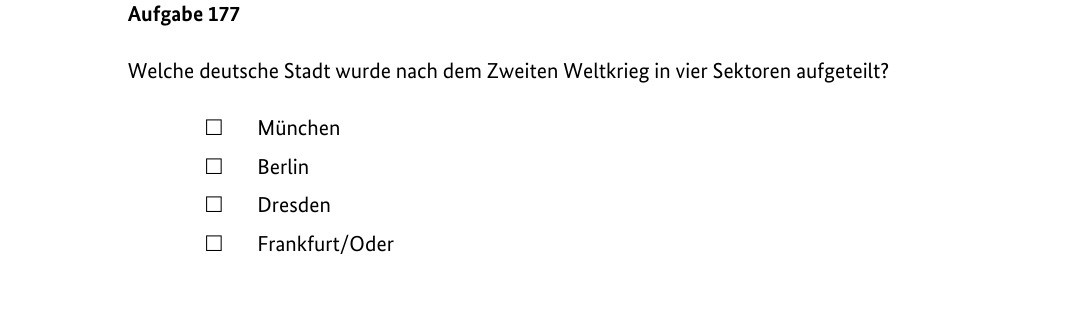 Aufgabe 177
Welche deutsche Stadt wurde nach dem Zweiten Weltkrieg in vier Sektoren aufgeteilt?
☐ München
☐ Berlin
☐ Dresden
☐ Frankfurt/Oder